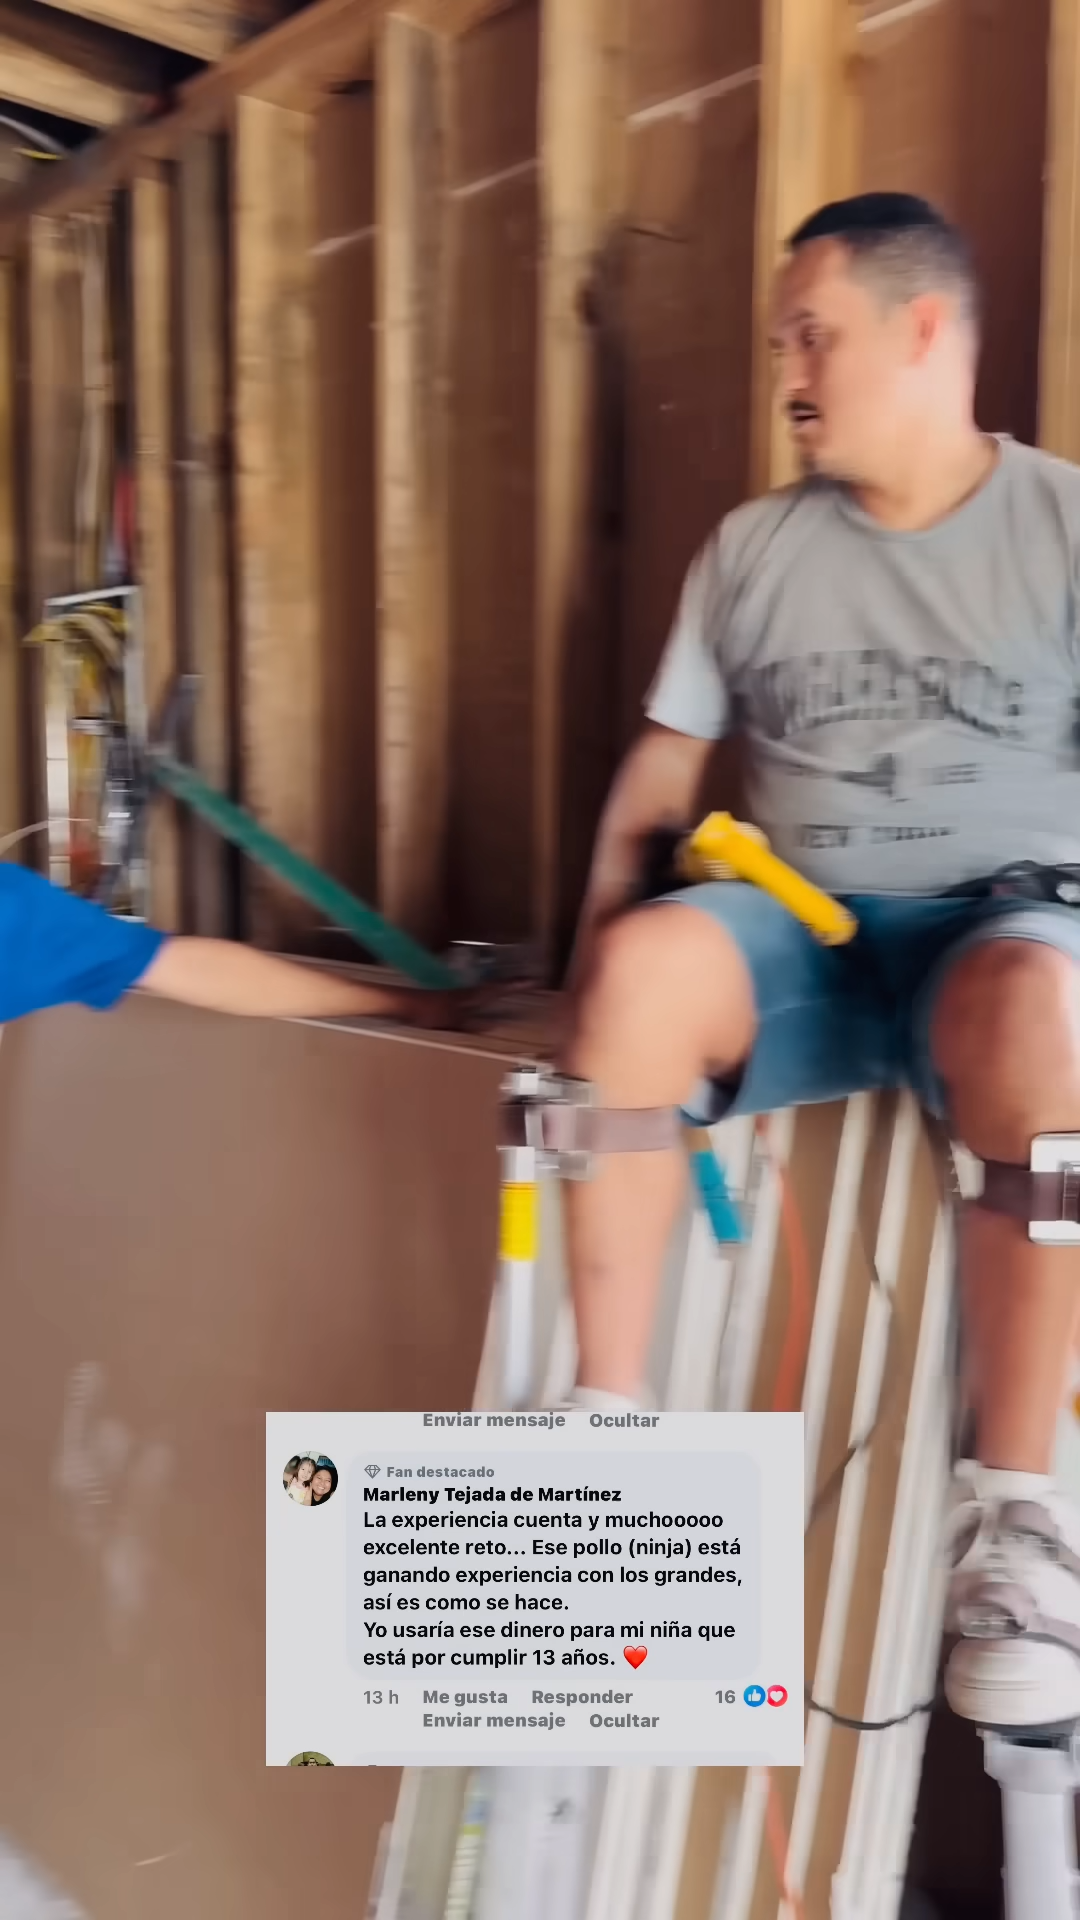 Enviar mensaje Ocultar
Fan destacado
Marleny Tejada de Martínez
La experiencia cuenta y muchooooo
excelente reto... Ese pollo (ninja) está
ganando experiencia con los grandes,
así es como se hace.
Yo usaría ese dinero para mi niña que
está por cumplir 13 años. ❤️
13 h Me gusta Responder 16
Enviar mensaje Ocultar